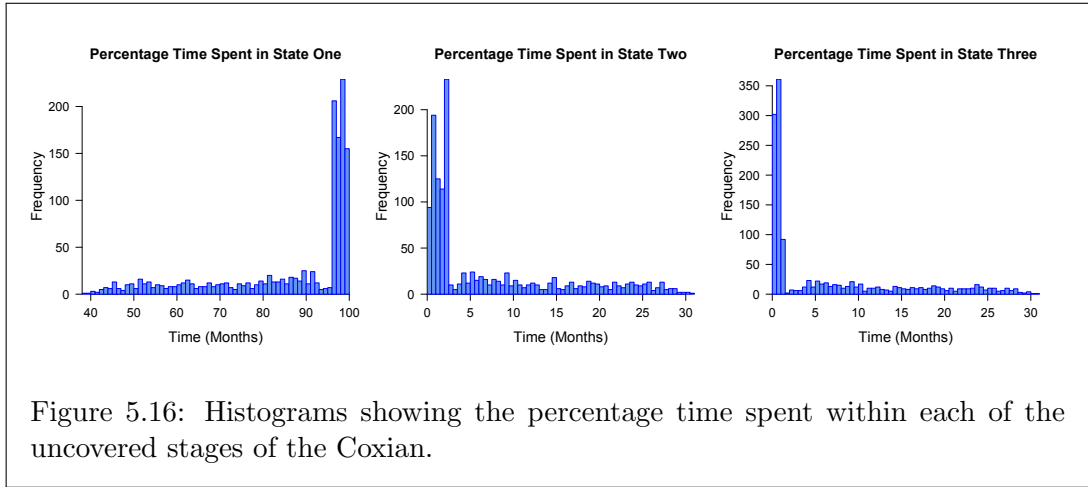 Percentage Time Spent in State One
Percentage Time Spent in State Two
Percentage Time Spent in State Three
Frequency
0
50
100
150
200
40 50 60 70 80 90 100
Time (Months)
Frequency
0
50
100
150
200
0 5 10 15 20 25 30
Time (Months)
Frequency
0
50
100
150
200
250
300
350
0 5 10 15 20 25 30
Time (Months)
Figure 5.16: Histograms showing the percentage time spent within each of the
uncovered stages of the Coxian.